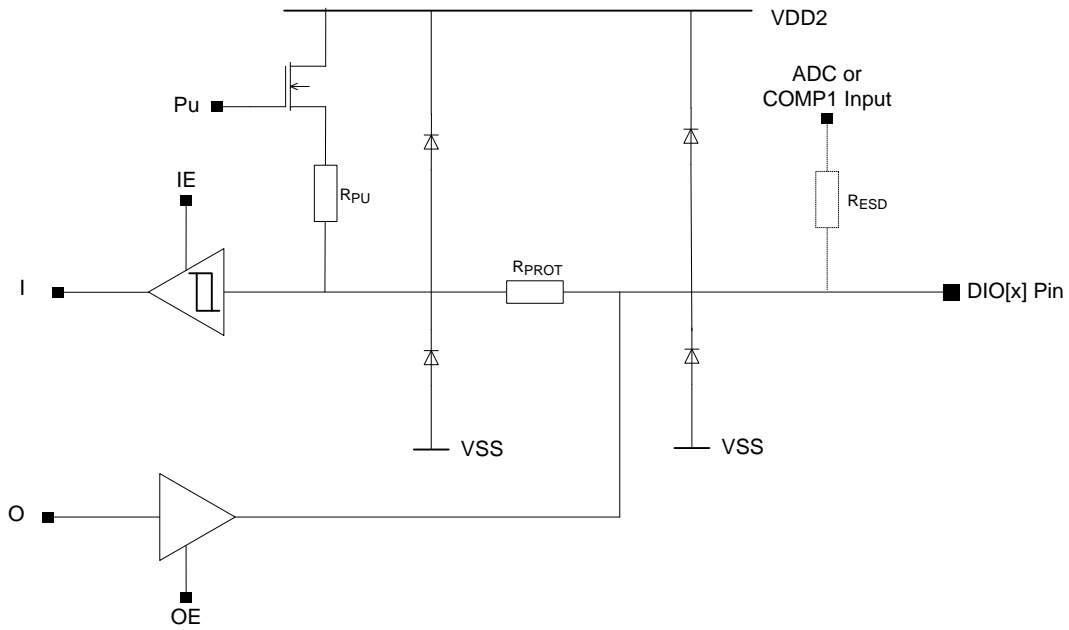 VDD2
ADC or
COMP1 Input
Pu
IE
RPU
RESD
RPROT
I
DIO[x] Pin
VSS
VSS
O
OE